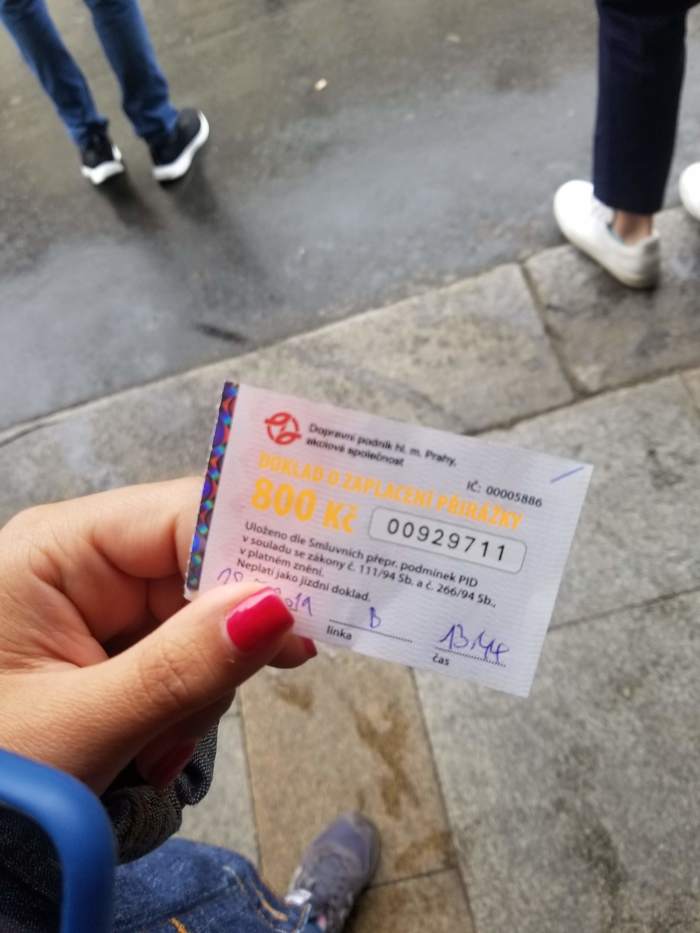 Dopravní podnik hl. m. Prahy,
akciová společnost
IČ: 00005886
DOKLAD O ZAPLACENÍ PŘIRÁŽKY
800 Kč
00929711
Uloženo dle Smluvních přepr. podmínek PID
v souladu se zákony č. 111/94 Sb. a č. 266/94 Sb.,
v platném znění.
Neplatí jako jízdní doklad.
B
linka
13.44
čas